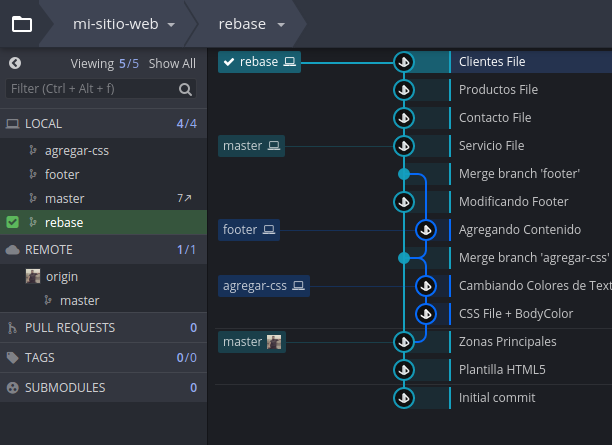 mi-sitio-web rebase
Viewing 5/5 Show All
Filter (Ctrl + Alt + f)
LOCAL 4/4
agregar-css
footer
master 7↗
rebase
REMOTE 1/1
origin
master
PULL REQUESTS 0
TAGS 0/0
SUBMODULES 0
rebase Clientes File
Productos File
Contacto File
master Servicio File
Merge branch 'footer'
Modificando Footer
footer Agregando Contenido
Merge branch 'agregar-css'
agregar-css Cambiando Colores de Text
CSS File + BodyColor
master Zonas Principales
Plantilla HTML5
Initial commit